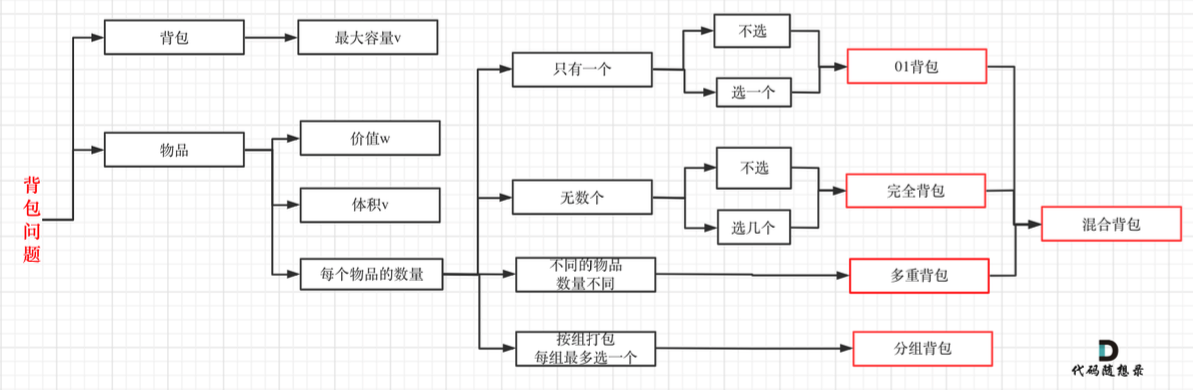 背包问题
背包
最大容量v
物品
价值w
体积v
每个物品的数量
只有一个
不选
选一个
01背包
无数个
不选
选几个
完全背包
不同的物品
数量不同
多重背包
混合背包
按组打包
每组最多选一个
分组背包
代码随想录